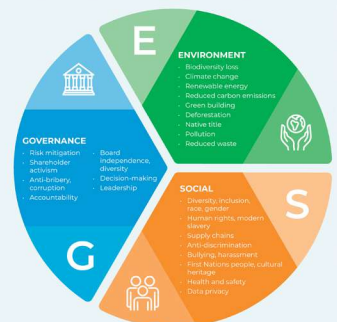 E
ENVIRONMENT
Biodiversity loss
Climate change
Renewable energy
Reduced carbon emissions
Green building
Deforestation
Native title
Pollution
Reduced waste
GOVERNANCE
Risk mitigation
Shareholder
activism
Anti-bribery,
corruption
Accountability
Board
independence,
diversity
Decision-making
Leadership
G
SOCIAL
Diversity, inclusion,
race, gender
Human rights, modern
slavery
Supply chains
Anti-discrimination
Bullying, harassment
First Nations people, cultural
heritage
Health and safety
Data privacy
S